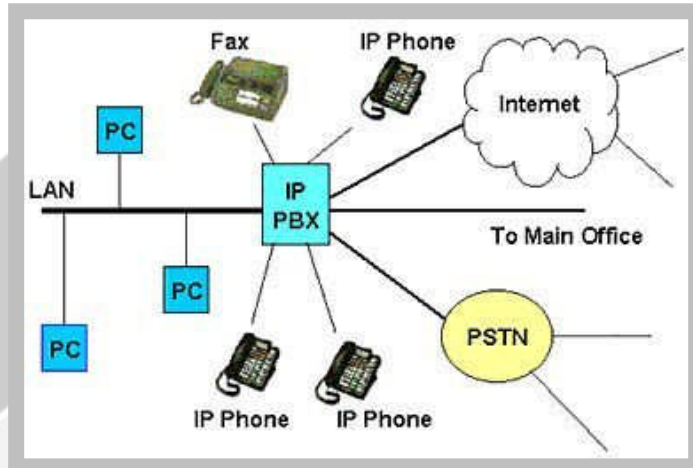 Fax
IP Phone
Internet
PC
LAN
IP
PBX
To Main Office
PC
PC
PSTN
IP Phone
IP Phone